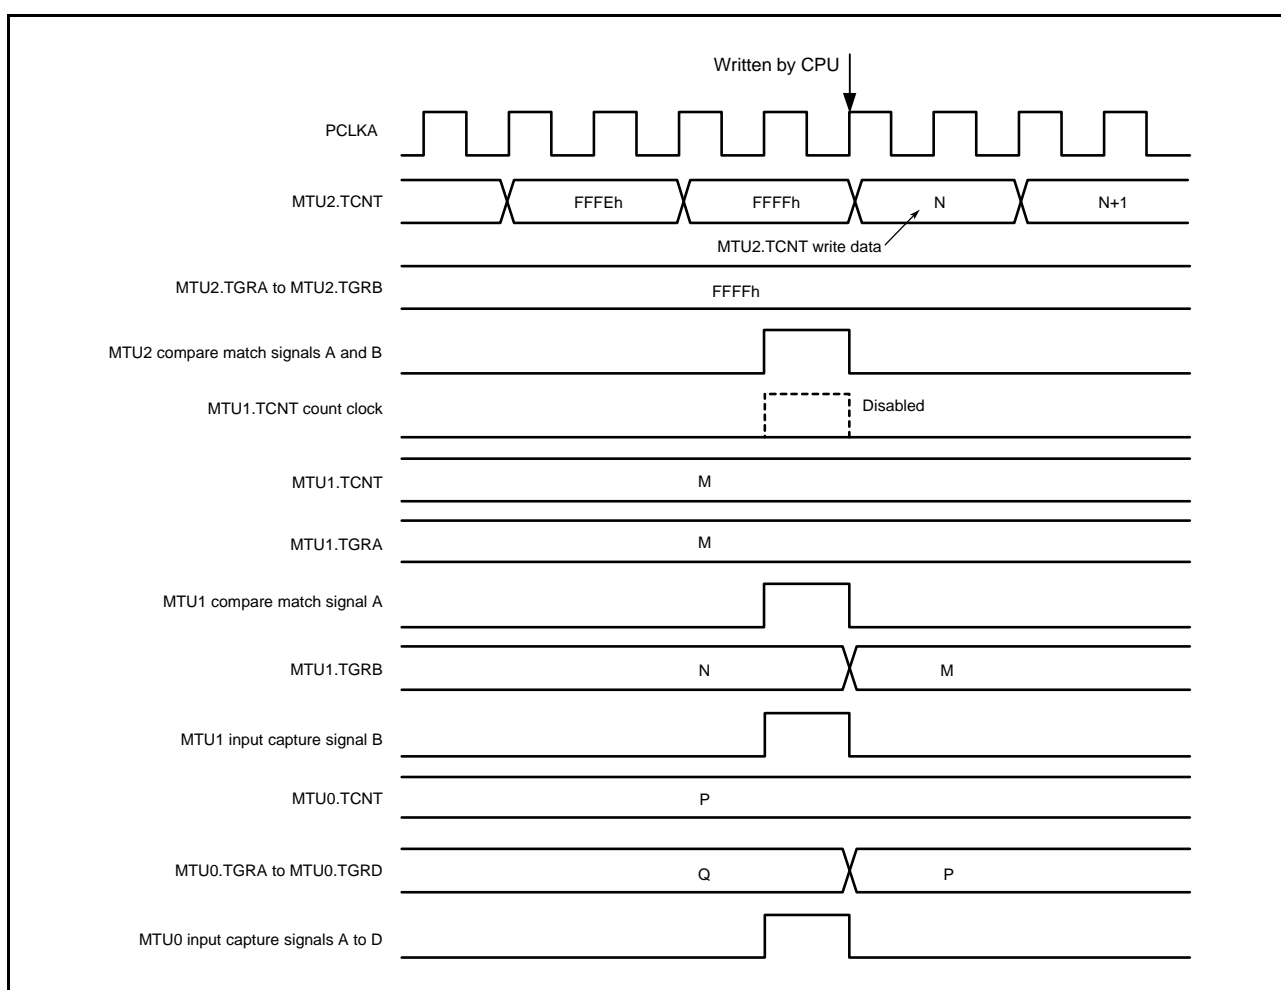 Written by CPU
PCLKA
MTU2.TCNT FFFEh FFFFh N N+1
MTU2.TCNT write data
MTU2.TGRA to MTU2.TGRB FFFFh
MTU2 compare match signals A and B
MTU1.TCNT count clock Disabled
MTU1.TCNT M
MTU1.TGRA M
MTU1 compare match signal A
MTU1.TGRB N M
MTU1 input capture signal B
MTU0.TCNT P
MTU0.TGRA to MTU0.TGRD Q P
MTU0 input capture signals A to D